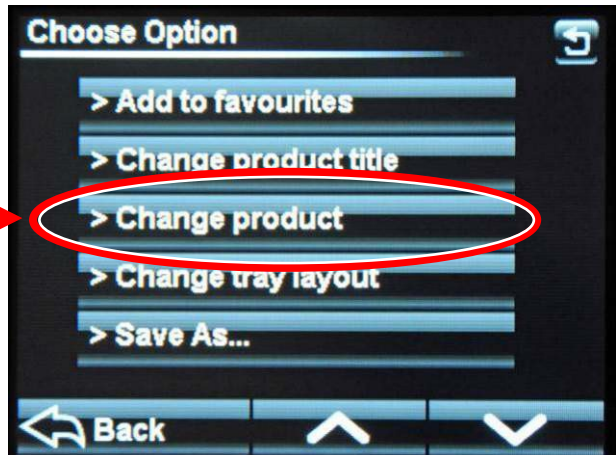 Choose Option
> Add to favourites
> Change product title
> Change product
> Change tray layout
> Save As...
Back